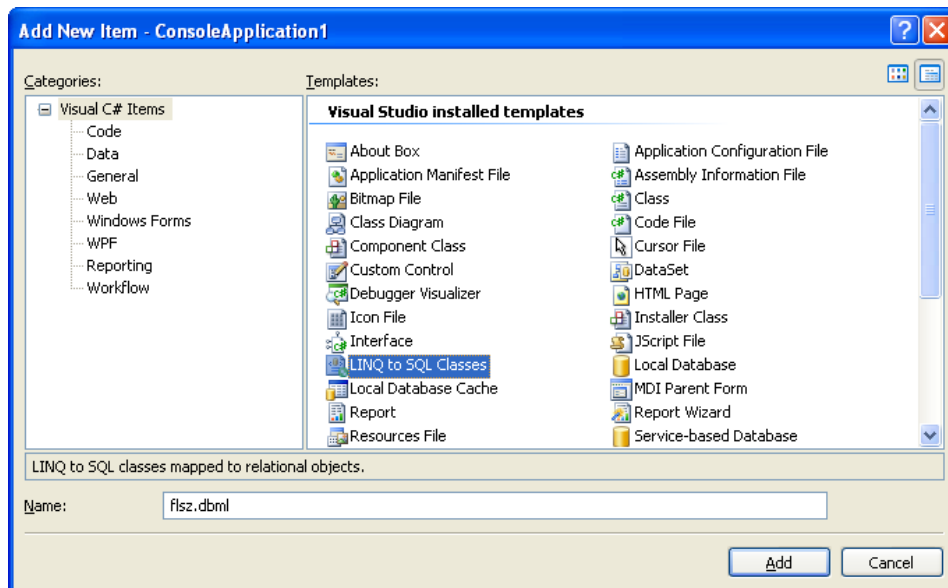 Add New Item - ConsoleApplication1
Categories:
Templates:
Visual C# Items
Code
Data
General
Web
Windows Forms
WPF
Reporting
Workflow
Visual Studio installed templates
About Box
Application Configuration File
Application Manifest File
Assembly Information File
Bitmap File
Class
Class Diagram
Code File
Component Class
Cursor File
Custom Control
DataSet
Debugger Visualizer
HTML Page
Icon File
Installer Class
Interface
JScript File
LINQ to SQL Classes
Local Database
Local Database Cache
MDI Parent Form
Report
Report Wizard
Resources File
Service-based Database
LINQ to SQL classes mapped to relational objects.
Name:
flsz.dbml
Add
Cancel